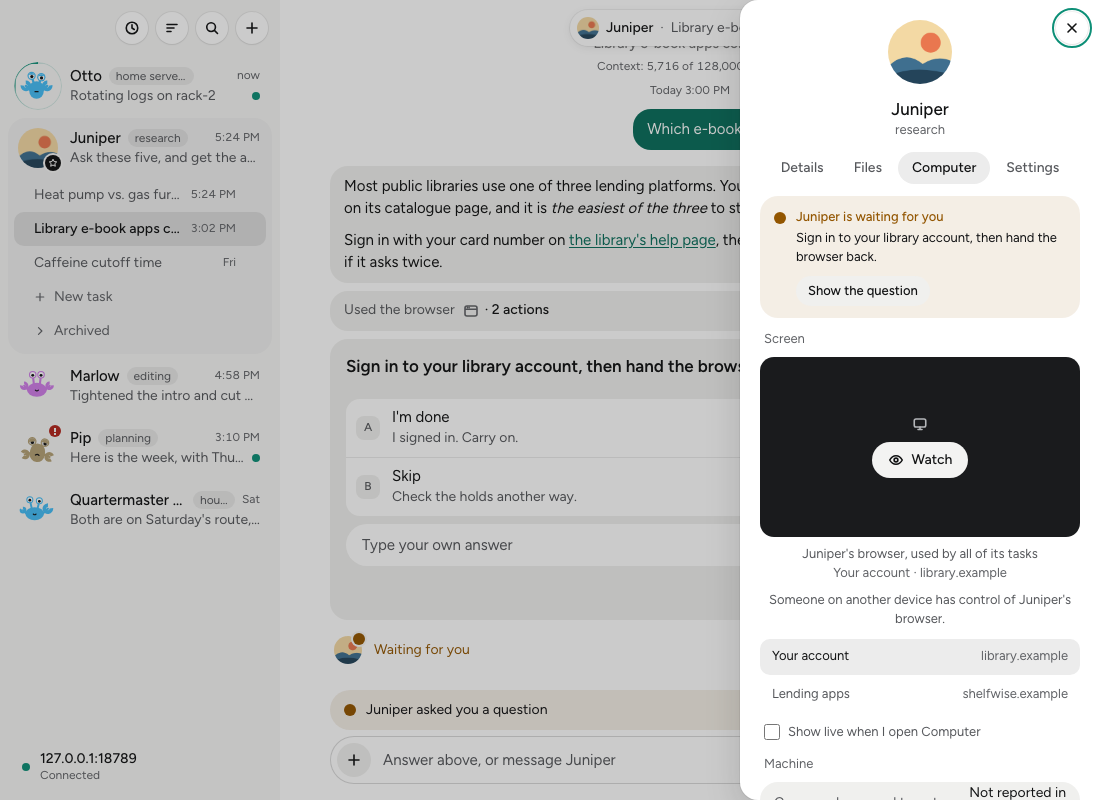 Otto
home serve...
now
Rotating logs on rack-2
Juniper
research
5:24 PM
Ask these five, and get the a...
Heat pump vs. gas fur...
5:24 PM
Library e-book apps c...
3:02 PM
Caffeine cutoff time
Fri
New task
Archived
Marlow
editing
4:58 PM
Tightened the intro and cut ...
Pip
planning
3:10 PM
Here is the week, with Thu...
Quartermaster ...
hou...
Sat
Both are on Saturday's route,...
127.0.0.1:18789
Connected
Juniper · Library e-b
Library e-book apps
Context: 5,716 of 128,000
Today 3:00 PM
Which e-book
Most public libraries use one of three lending platforms.
on its catalogue page, and it is the easiest of the three to
Sign in with your card number on the library's help page,
if it asks twice.
Used the browser · 2 actions
Sign in to your library account, then hand the
A
I'm done
I signed in. Carry on.
B
Skip
Check the holds another way.
Type your own answer
Waiting for you
Juniper asked you a question
Answer above, or message Juniper
Juniper
research
Details
Files
Computer
Settings
Juniper is waiting for you
Sign in to your library account, then hand the
browser back.
Show the question
Screen
Watch
Juniper's browser, used by all of its tasks
Your account · library.example
Someone on another device has control of Juniper's
browser.
Your account
library.example
Lending apps
shelfwise.example
Show live when I open Computer
Machine
Not reported in